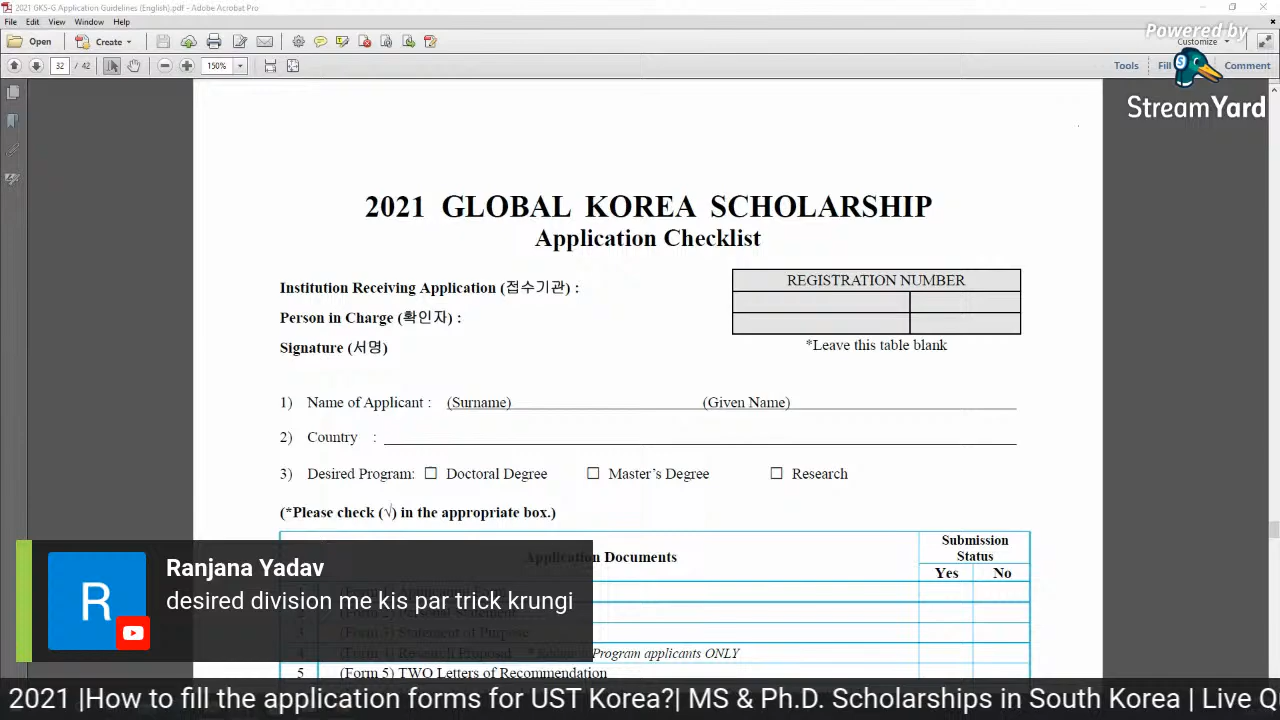 2021 GKS-G Application Guidelines (English).pdf - Adobe Acrobat Pro
File Edit View Window Help
Open Create Customize
32 / 42 150% Tools Fill Comment
Powered by
StreamYard
2021 GLOBAL KOREA SCHOLARSHIP
Application Checklist
Institution Receiving Application (접수기관) :
Person in Charge (확인자) :
Signature (서명)
REGISTRATION NUMBER
*Leave this table blank
1) Name of Applicant : (Surname) (Given Name)
2) Country :
3) Desired Program: ☐ Doctoral Degree ☐ Master's Degree ☐ Research
(*Please check (√) in the appropriate box.)
Application Documents
Submission
Status
Yes No
3 (Form 3) Statement of Purpose
4 (Form 4) Research Proposal Program applicants ONLY
5 (Form 5) TWO Letters of Recommendation
R
Ranjana Yadav
desired division me kis par trick krungi
2021 |How to fill the application forms for UST Korea?| MS & Ph.D. Scholarships in South Korea | Live Q